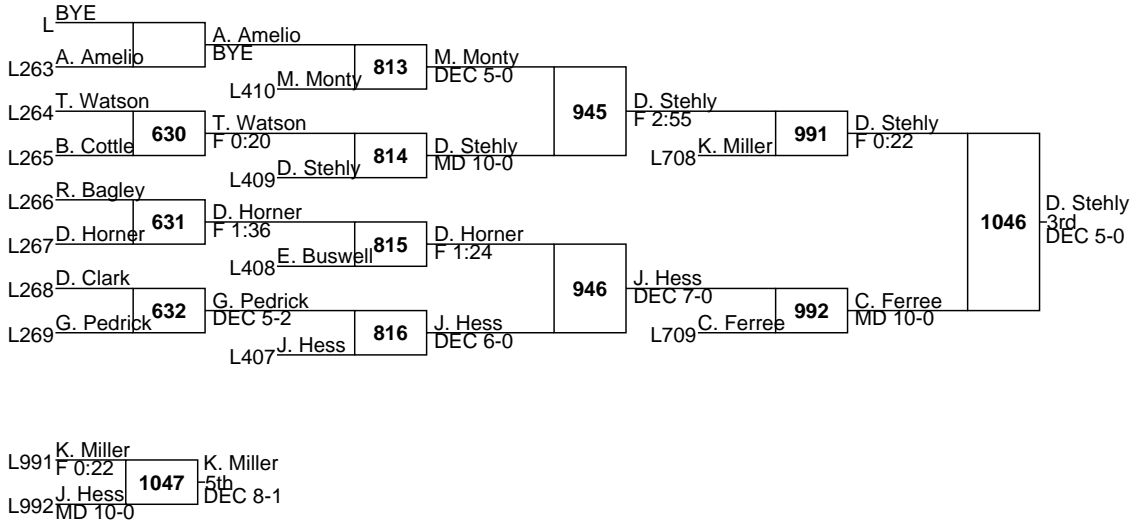 L BYE
A. Amelio
BYE
L263 A. Amelio
813
M. Monty
DEC 5-0
L410 M. Monty
L264 T. Watson
630
T. Watson
F 0:20
L265 B. Cottle
814
D. Stehly
MD 10-0
L409 D. Stehly
945
D. Stehly
F 2:55
L266 R. Bagley
631
D. Horner
F 1:36
L267 D. Horner
815
D. Horner
F 1:24
L408 E. Buswell
L268 D. Clark
632
G. Pedrick
DEC 5-2
L269 G. Pedrick
816
J. Hess
DEC 6-0
L407 J. Hess
946
J. Hess
DEC 7-0
991
D. Stehly
F 0:22
L708 K. Miller
992
C. Ferree
MD 10-0
L709 C. Ferree
1046
D. Stehly
3rd
DEC 5-0
L991 K. Miller
F 0:22
1047
K. Miller
5th
DEC 8-1
L992 J. Hess
MD 10-0